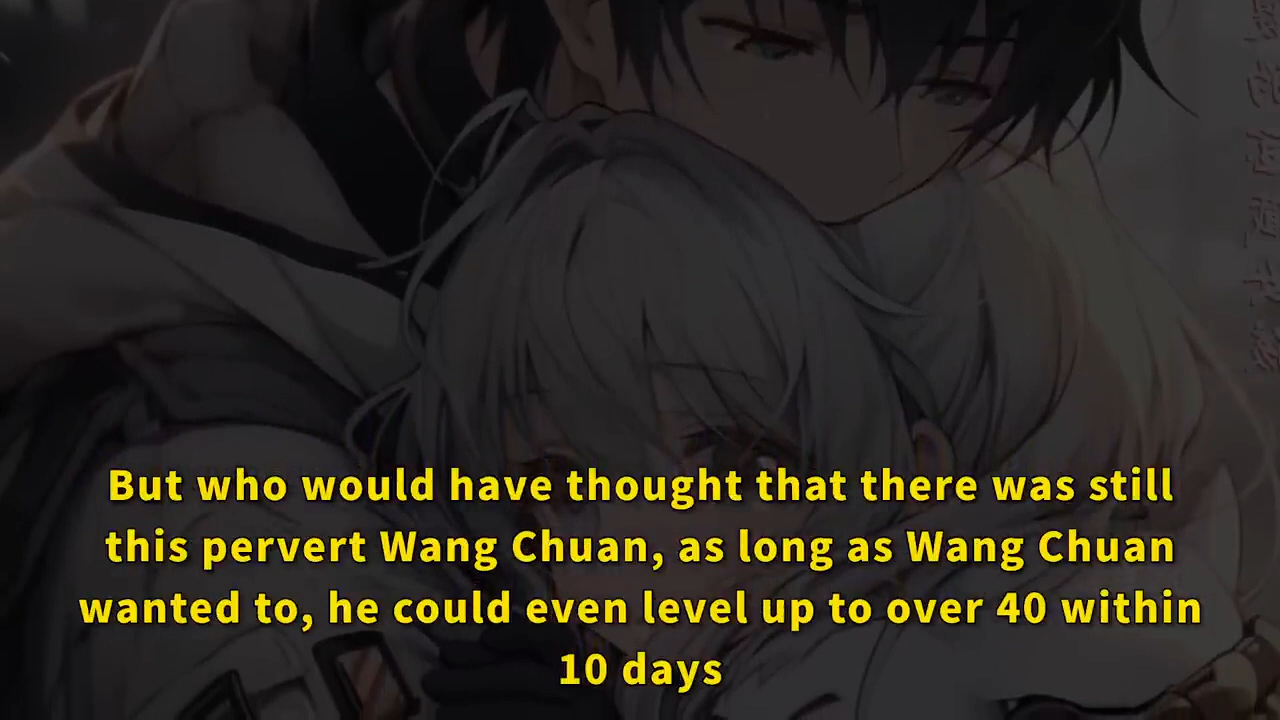 But who would have thought that there was still
this pervert Wang Chuan, as long as Wang Chuan
wanted to, he could even level up to over 40 within
10 days